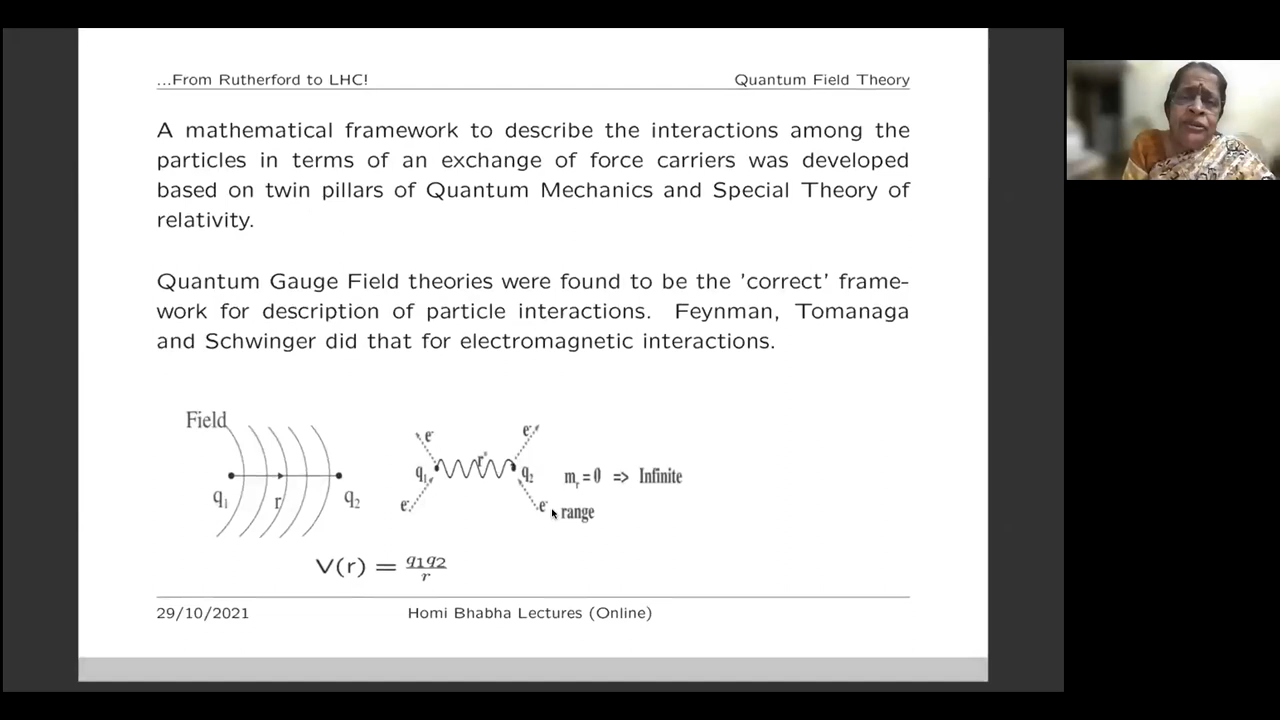 ...From Rutherford to LHC! Quantum Field Theory
A mathematical framework to describe the interactions among the
particles in terms of an exchange of force carriers was developed
based on twin pillars of Quantum Mechanics and Special Theory of
relativity.
Quantum Gauge Field theories were found to be the 'correct' frame-
work for description of particle interactions. Feynman, Tomanaga
and Schwinger did that for electromagnetic interactions.
Field
q₁ r q₂
e⁻ e⁻
q₁ q₂ mᵣ = 0 => Infinite
e⁻ e⁻ range
V(r) = q1q2/r
29/10/2021 Homi Bhabha Lectures (Online)